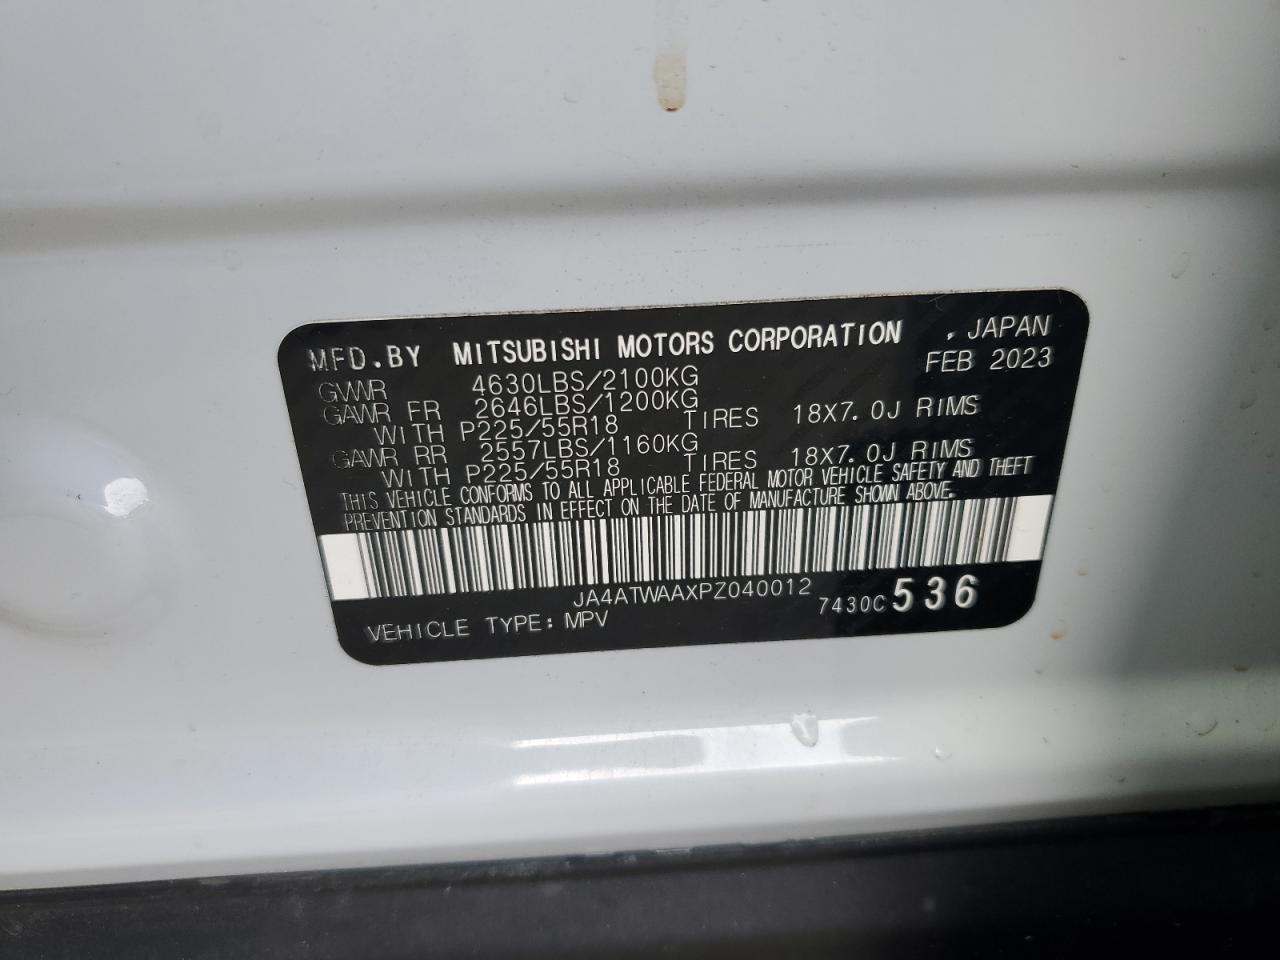 MFD.BY MITSUBISHI MOTORS CORPORATION , JAPAN
FEB 2023
GVWR 4630LBS/2100KG
GAWR FR 2646LBS/1200KG
WITH P225/55R18 TIRES 18X7.0J RIMS
GAWR RR 2557LBS/1160KG
WITH P225/55R18 TIRES 18X7.0J RIMS
THIS VEHICLE CONFORMS TO ALL APPLICABLE FEDERAL MOTOR VEHICLE SAFETY AND THEFT
PREVENTION STANDARDS IN EFFECT ON THE DATE OF MANUFACTURE SHOWN ABOVE.
JA4ATWAAXPZ040012
7430C 536
VEHICLE TYPE: MPV